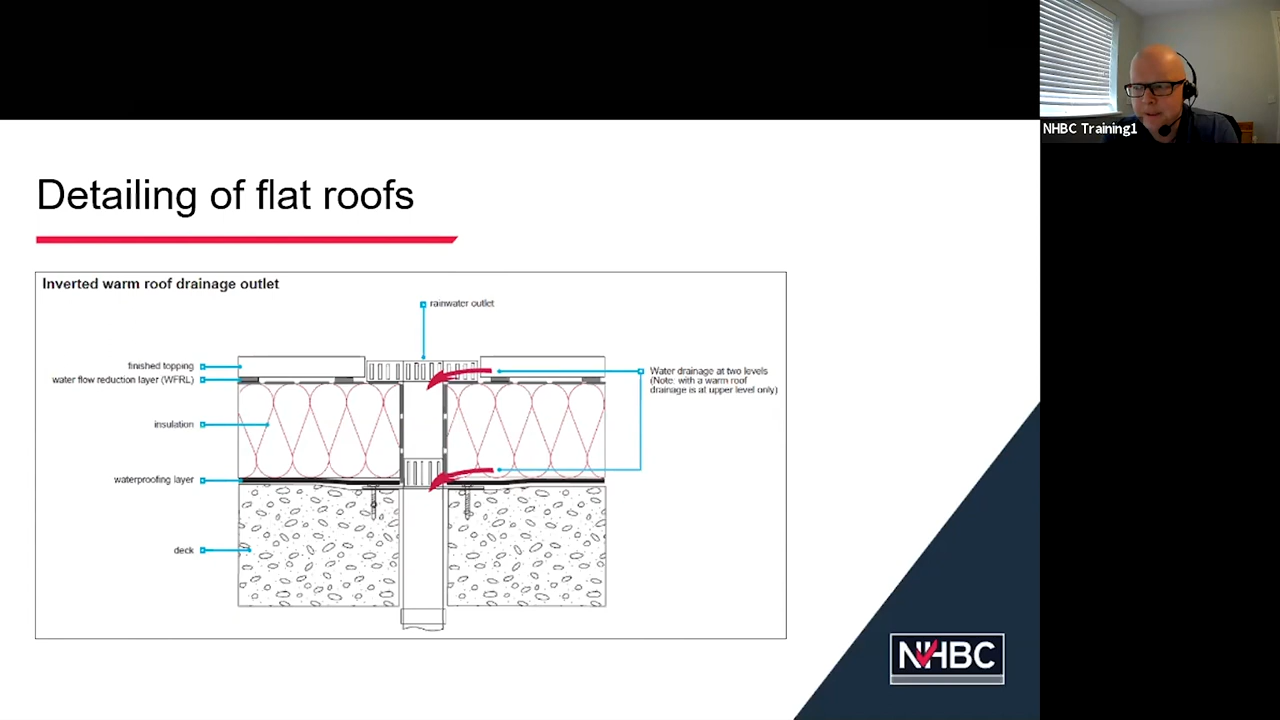 NHBC Training1
Detailing of flat roofs
Inverted warm roof drainage outlet
rainwater outlet
finished topping
water flow reduction layer (WFRL)
insulation
waterproofing layer
deck
Water drainage at two levels
(Note: with a warm roof
drainage is at upper level only)
NHBC